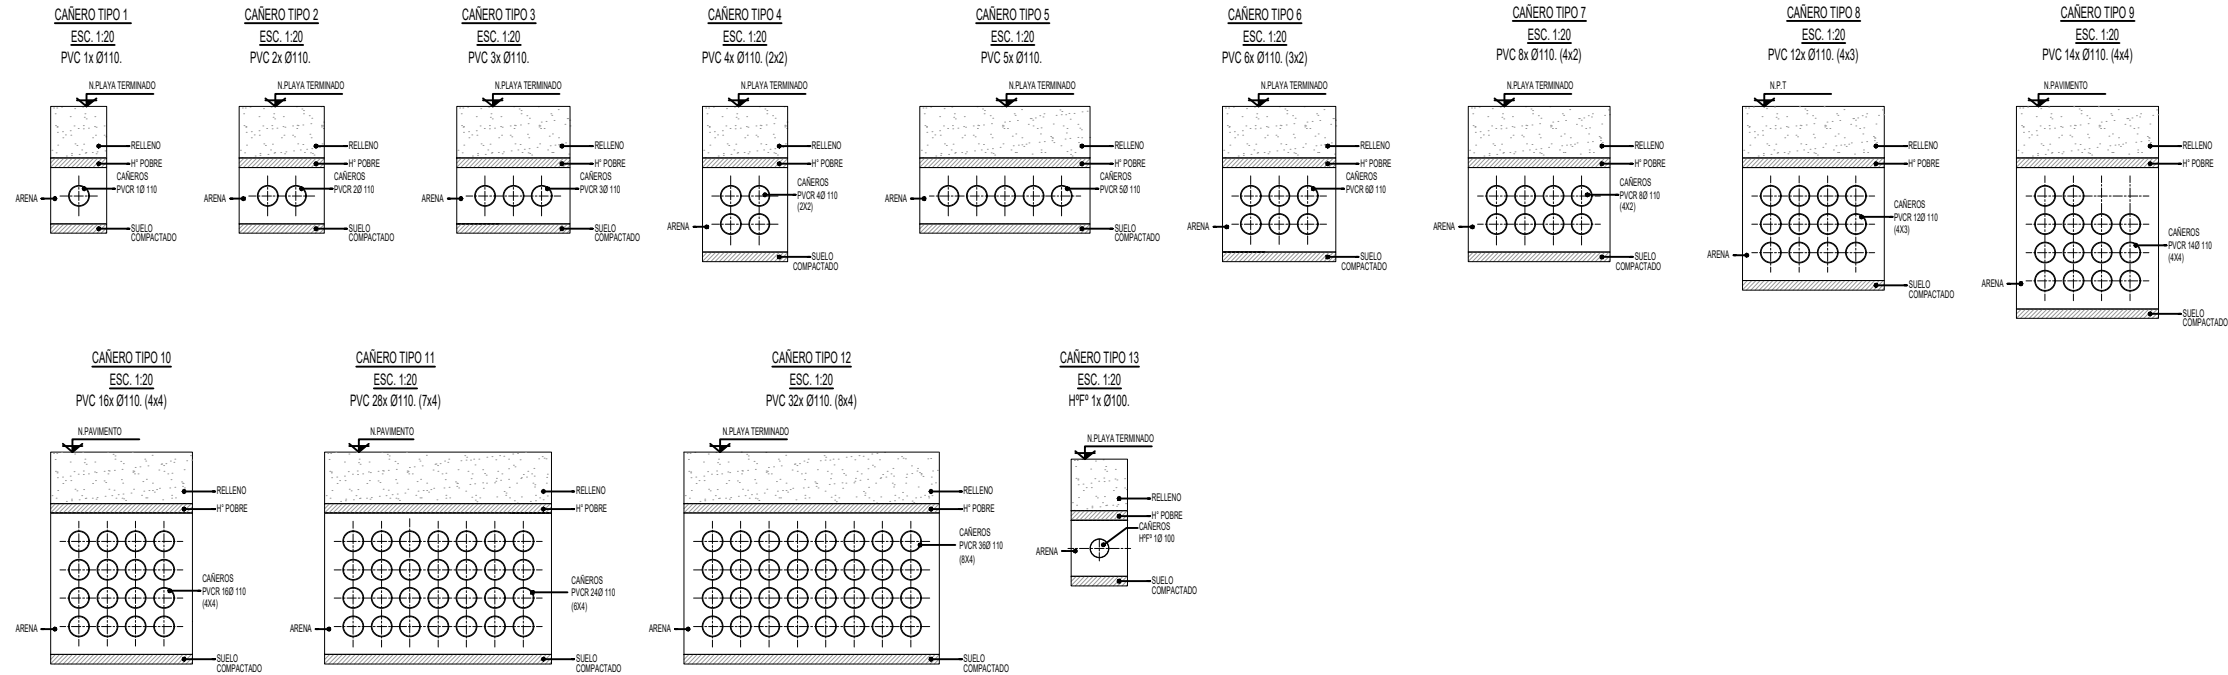 CAÑERO TIPO 1
ESC. 1:20
PVC 1x Ø110.
N.PLAYA TERMINADO
RELLENO
H° POBRE
CAÑEROS
PVCR 1Ø 110
ARENA
SUELO
COMPACTADO
CAÑERO TIPO 2
ESC. 1:20
PVC 2x Ø110.
N.PLAYA TERMINADO
RELLENO
H° POBRE
CAÑEROS
PVCR 2Ø 110
ARENA
SUELO
COMPACTADO
CAÑERO TIPO 3
ESC. 1:20
PVC 3x Ø110.
N.PLAYA TERMINADO
RELLENO
H° POBRE
CAÑEROS
PVCR 3Ø 110
ARENA
SUELO
COMPACTADO
CAÑERO TIPO 4
ESC. 1:20
PVC 4x Ø110. (2x2)
N.PLAYA TERMINADO
RELLENO
H° POBRE
CAÑEROS
PVCR 4Ø 110
(2X2)
ARENA
SUELO
COMPACTADO
CAÑERO TIPO 5
ESC. 1:20
PVC 5x Ø110.
N.PLAYA TERMINADO
RELLENO
H° POBRE
CAÑEROS
PVCR 5Ø 110
ARENA
SUELO
COMPACTADO
CAÑERO TIPO 6
ESC. 1:20
PVC 6x Ø110. (3x2)
N.PLAYA TERMINADO
RELLENO
H° POBRE
CAÑEROS
PVCR 6Ø 110
ARENA
SUELO
COMPACTADO
CAÑERO TIPO 7
ESC. 1:20
PVC 8x Ø110. (4x2)
N.PLAYA TERMINADO
RELLENO
H° POBRE
CAÑEROS
PVCR 8Ø 110
(4X2)
ARENA
SUELO
COMPACTADO
CAÑERO TIPO 8
ESC. 1:20
PVC 12x Ø110. (4x3)
N.P.T
RELLENO
H° POBRE
CAÑEROS
PVCR 12Ø 110
(4X3)
ARENA
SUELO
COMPACTADO
CAÑERO TIPO 9
ESC. 1:20
PVC 14x Ø110. (4x4)
N.PAVIMENTO
RELLENO
H° POBRE
CAÑEROS
PVCR 14Ø 110
(4X4)
ARENA
SUELO
COMPACTADO
CAÑERO TIPO 10
ESC. 1:20
PVC 16x Ø110. (4x4)
N.PAVIMENTO
RELLENO
H° POBRE
CAÑEROS
PVCR 16Ø 110
(4X4)
ARENA
SUELO
COMPACTADO
CAÑERO TIPO 11
ESC. 1:20
PVC 28x Ø110. (7x4)
N.PAVIMENTO
RELLENO
H° POBRE
CAÑEROS
PVCR 24Ø 110
(6X4)
ARENA
SUELO
COMPACTADO
CAÑERO TIPO 12
ESC. 1:20
PVC 32x Ø110. (8x4)
N.PLAYA TERMINADO
RELLENO
H° POBRE
CAÑEROS
PVCR 36Ø 110
(8X4)
ARENA
SUELO
COMPACTADO
CAÑERO TIPO 13
ESC. 1:20
HºFº 1x Ø100.
N.PLAYA TERMINADO
RELLENO
H° POBRE
CAÑEROS
HºFº 1Ø 100
ARENA
SUELO
COMPACTADO